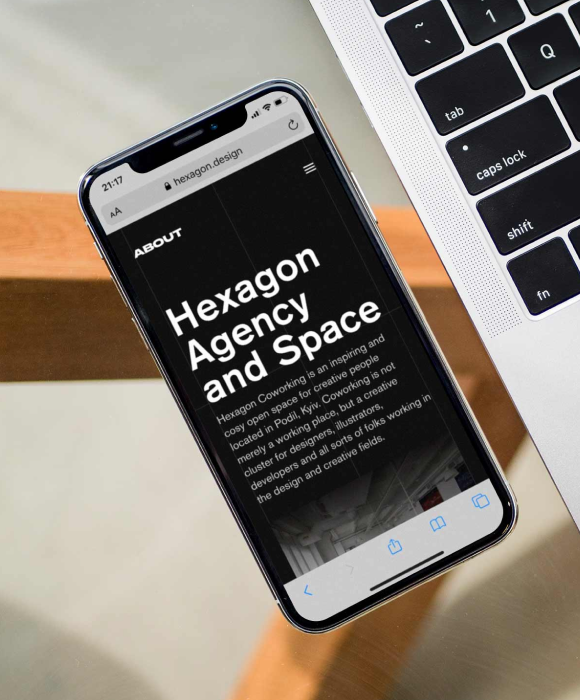 21:17
AA hexagon.design
ABOUT
Hexagon
Agency
and Space
Hexagon Coworking is an inspiring and
cosy open space for creative people
located in Podil, Kyiv. Coworking is not
merely a working place, but a creative
cluster for designers, illustrators,
developers and all sorts of folks working in
the design and creative fields.
~
`
1
Q
tab
caps lock
shift
fn